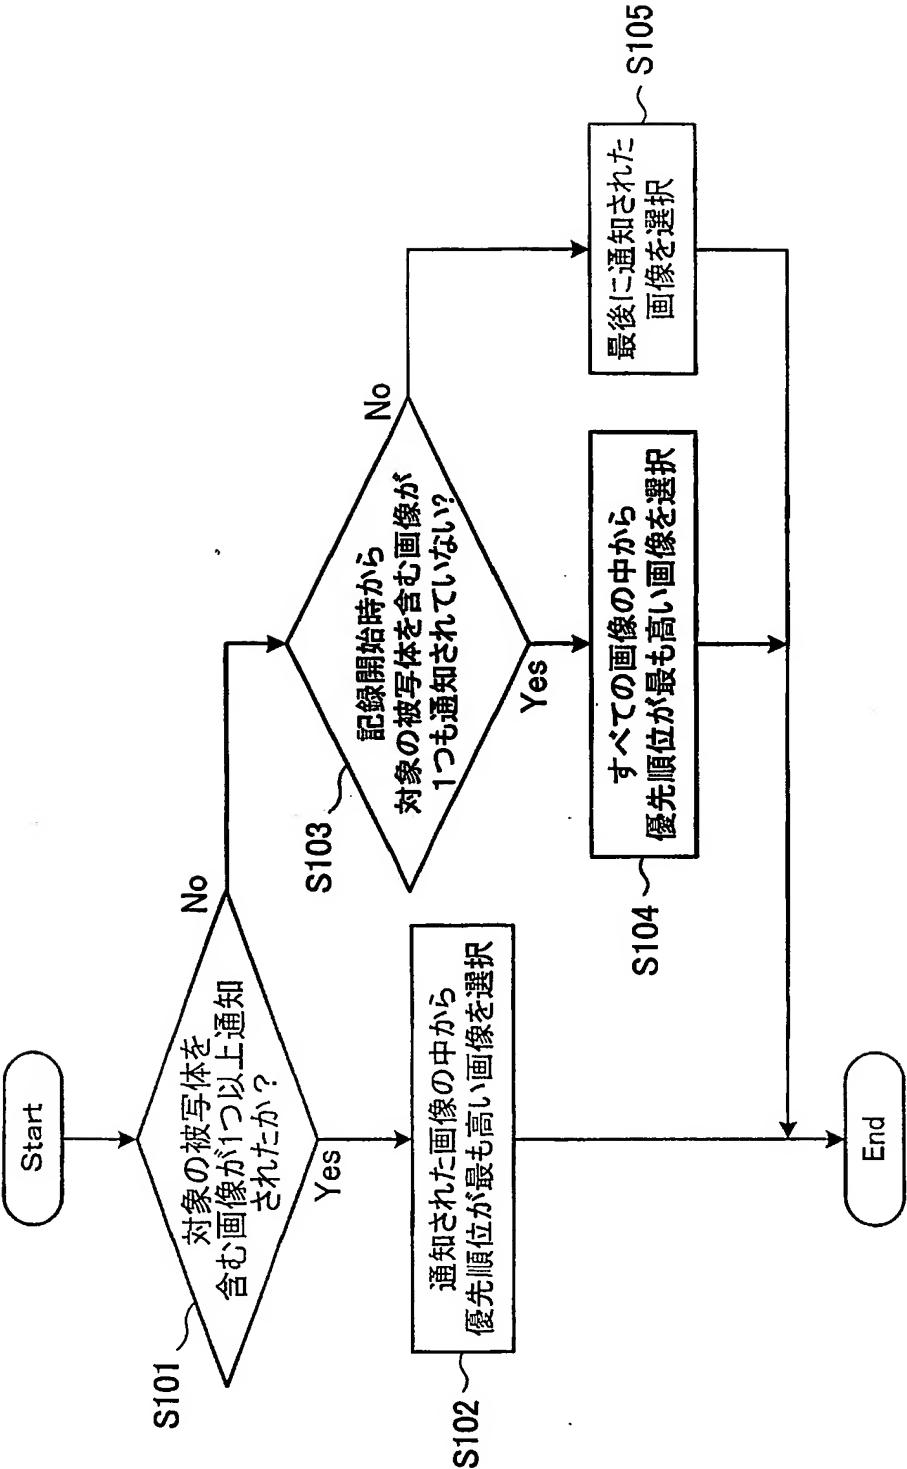 Start
S101
対象の被写体を
含む画像が1つ以上通知
されたか？
No
Yes
S102
通知された画像の中から
優先順位が最も高い画像を選択
S103
記録開始時から
対象の被写体を含む画像が
1つも通知されていない?
No
Yes
S104
すべての画像の中から
優先順位が最も高い画像を選択
S105
最後に通知された
画像を選択
End